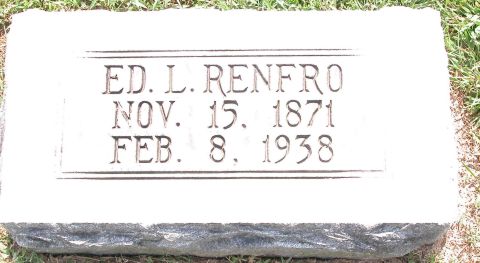 ED. L. RENFRO
NOV. 15, 1871
FEB. 8, 1938